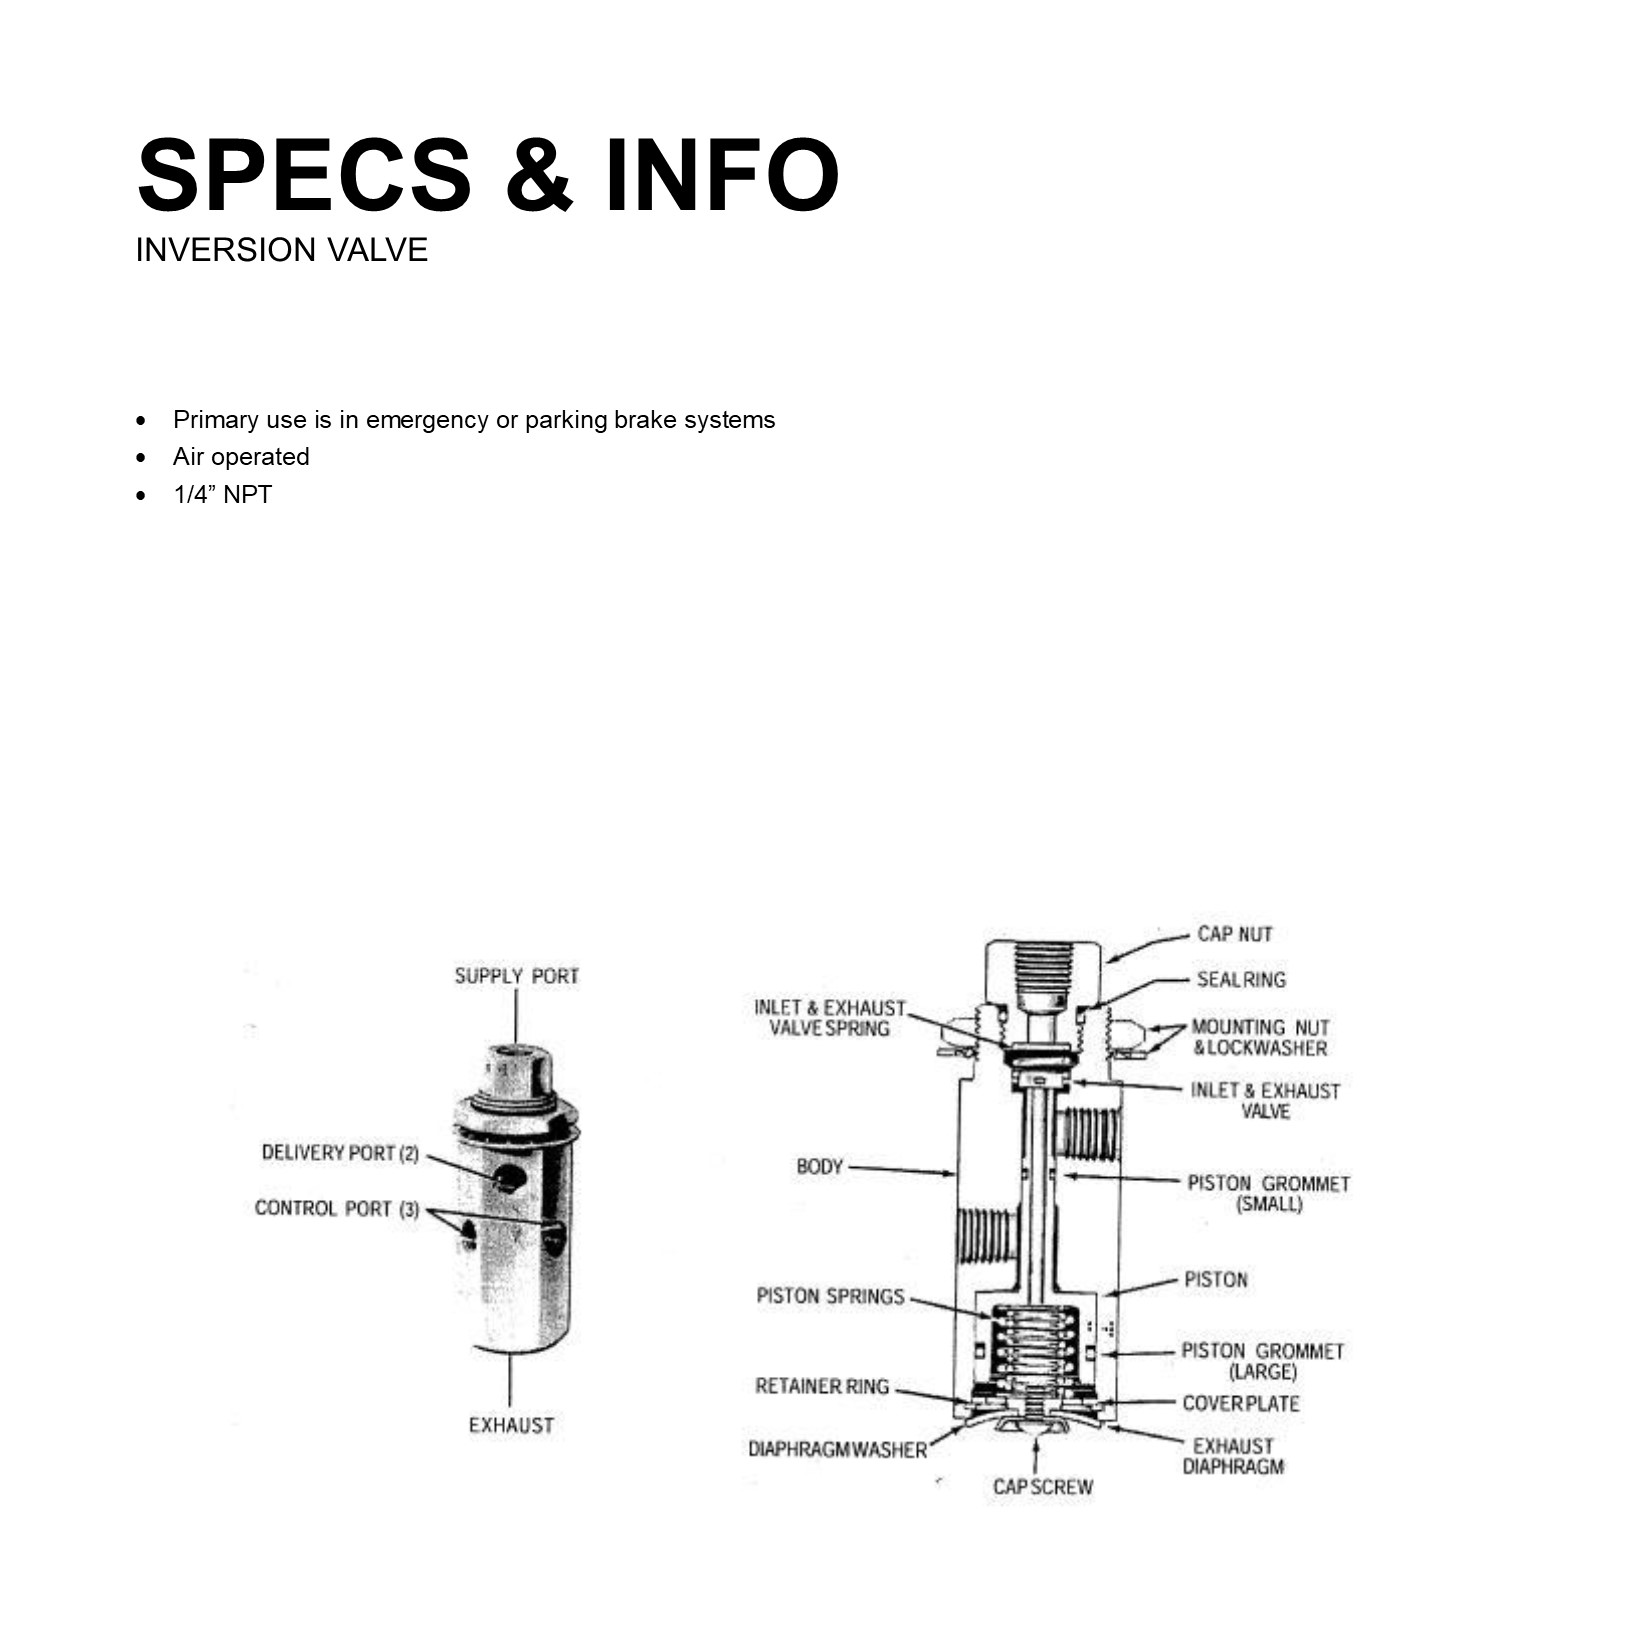 SPECS & INFO
INVERSION VALVE
• Primary use is in emergency or parking brake systems
• Air operated
• 1/4” NPT
SUPPLY PORT
DELIVERY PORT (2)
CONTROL PORT (3)
EXHAUST
CAP NUT
SEAL RING
INLET & EXHAUST
VALVE SPRING
MOUNTING NUT
& LOCKWASHER
INLET & EXHAUST
VALVE
BODY
PISTON GROMMET
(SMALL)
PISTON
PISTON SPRINGS
PISTON GROMMET
(LARGE)
RETAINER RING
COVER PLATE
DIAPHRAGM WASHER
EXHAUST
DIAPHRAGM
CAP SCREW